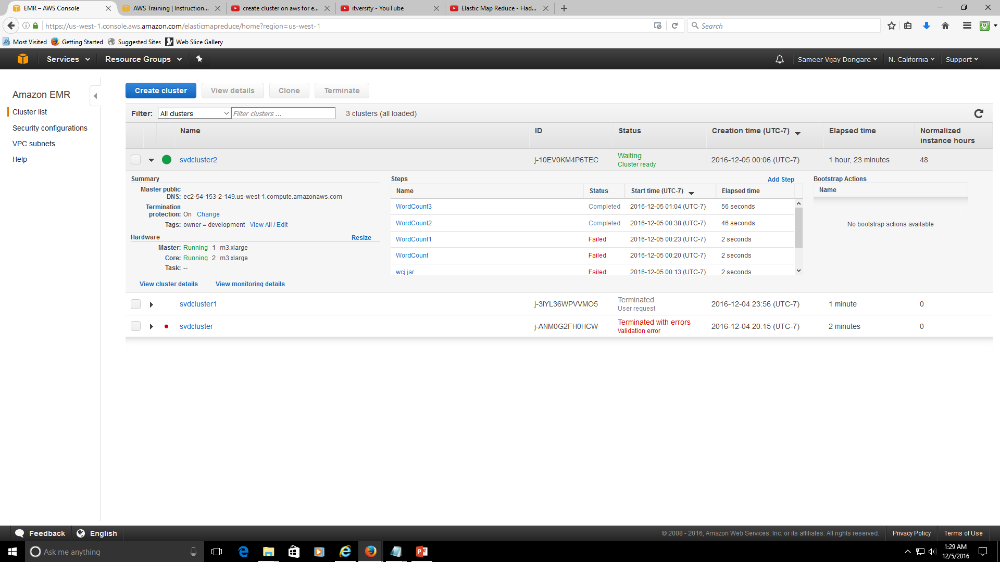 EMR – AWS Console
AWS Training | Instruction...
create cluster on aws for e...
itversity - YouTube
Elastic Map Reduce - Had...
https://us-west-1.console.aws.amazon.com/elasticmapreduce/home?region=us-west-1
Search
Most Visited
Getting Started
Suggested Sites
Web Slice Gallery
Services
Resource Groups
Sameer Vijay Dongare
N. California
Support
Amazon EMR
Cluster list
Security configurations
VPC subnets
Help
Create cluster
View details
Clone
Terminate
Filter: All clusters Filter clusters ... 3 clusters (all loaded)
Name ID Status Creation time (UTC-7) Elapsed time Normalized
instance hours
svdcluster2 j-10EV0KM4P6TEC Waiting 2016-12-05 00:06 (UTC-7) 1 hour, 23 minutes 48
Cluster ready
Summary
Master public
DNS: ec2-54-153-2-149.us-west-1.compute.amazonaws.com
Termination
protection: On Change
Tags: owner = development View All / Edit
Hardware Resize
Master: Running 1 m3.xlarge
Core: Running 2 m3.xlarge
Task: --
View cluster details View monitoring details
Steps Add Step
Name Status Start time (UTC-7) Elapsed time
WordCount3 Completed 2016-12-05 01:04 (UTC-7) 56 seconds
WordCount2 Completed 2016-12-05 00:38 (UTC-7) 46 seconds
WordCount1 Failed 2016-12-05 00:23 (UTC-7) 2 seconds
WordCount Failed 2016-12-05 00:20 (UTC-7) 2 seconds
wcj.jar Failed 2016-12-05 00:13 (UTC-7) 2 seconds
Bootstrap Actions
Name
No bootstrap actions available
svdcluster1 j-3IYL36WPVVMO5 Terminated 2016-12-04 23:56 (UTC-7) 1 minute 0
User request
svdcluster j-ANM0G2FH0HCW Terminated with errors 2016-12-04 20:15 (UTC-7) 2 minutes 0
Validation error
Feedback
English
© 2008 - 2016, Amazon Web Services, Inc. or its affiliates. All rights reserved.
Privacy Policy
Terms of Use
Ask me anything
1:29 AM
12/5/2016